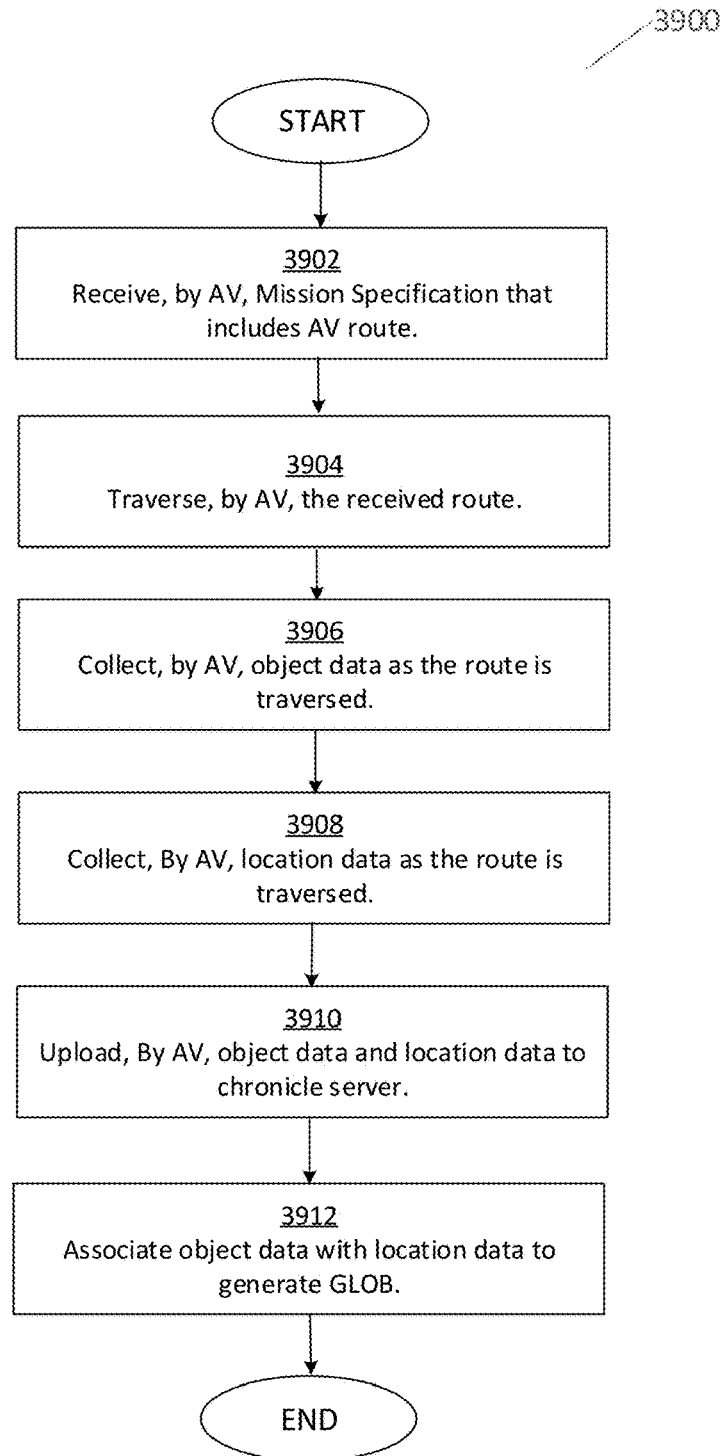 3900
START
3902
Receive, by AV, Mission Specification that
includes AV route.
3904
Traverse, by AV, the received route.
3906
Collect, by AV, object data as the route is
traversed.
3908
Collect, By AV, location data as the route is
traversed.
3910
Upload, By AV, object data and location data to
chronicle server.
3912
Associate object data with location data to
generate GLOB.
END